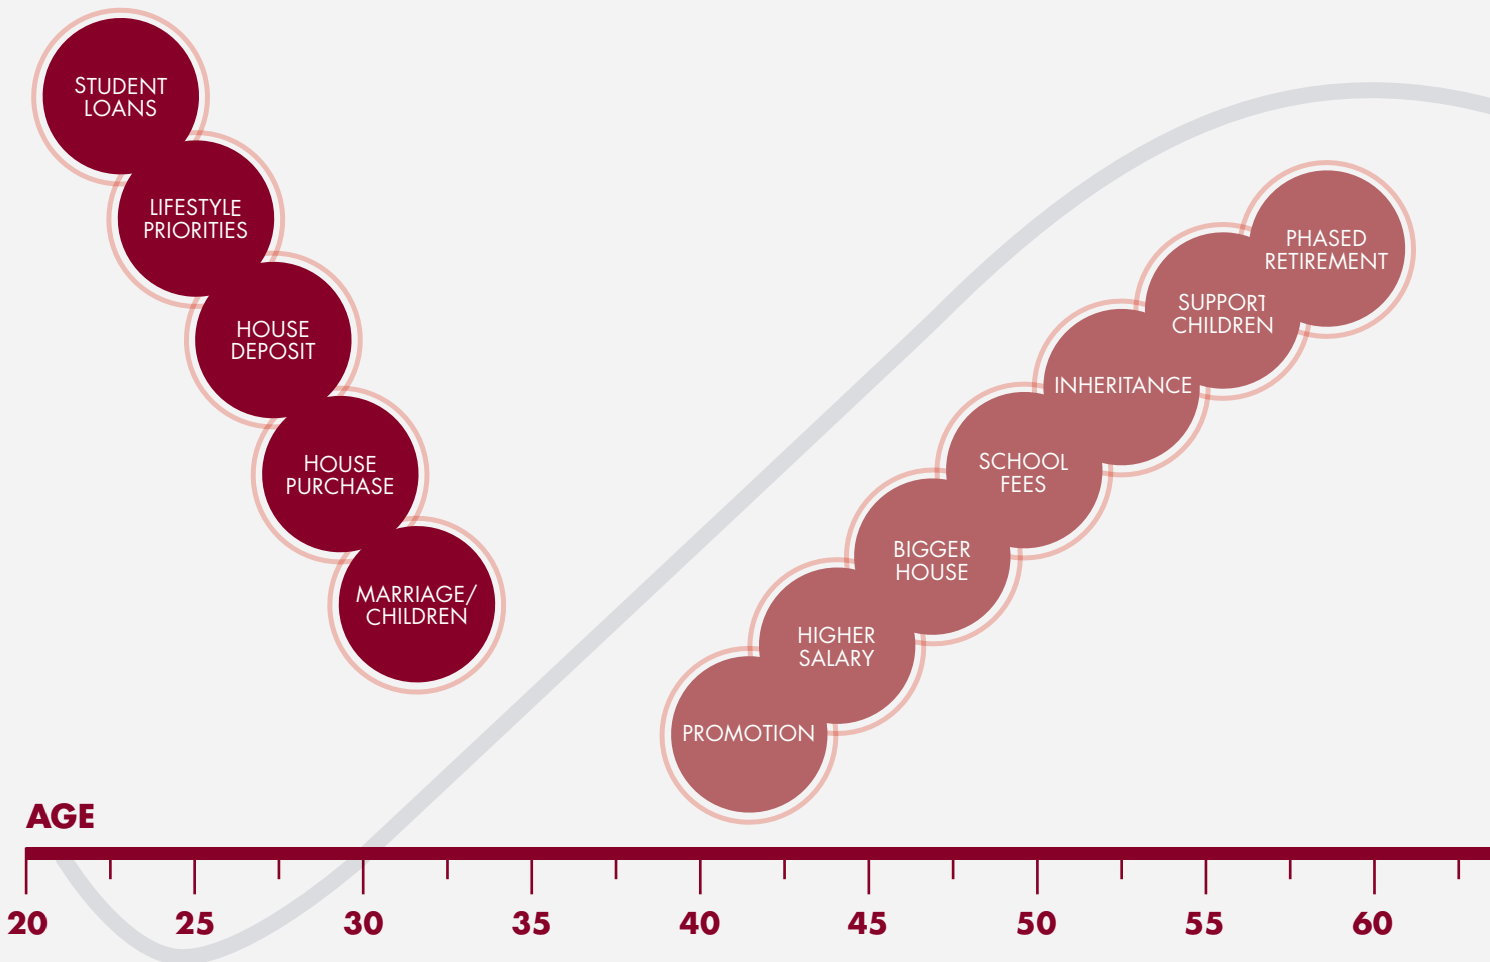 STUDENT
LOANS
LIFESTYLE
PRIORITIES
HOUSE
DEPOSIT
HOUSE
PURCHASE
MARRIAGE/
CHILDREN
PROMOTION
HIGHER
SALARY
BIGGER
HOUSE
SCHOOL
FEES
INHERITANCE
SUPPORT
CHILDREN
PHASED
RETIREMENT
AGE
20 25 30 35 40 45 50 55 60